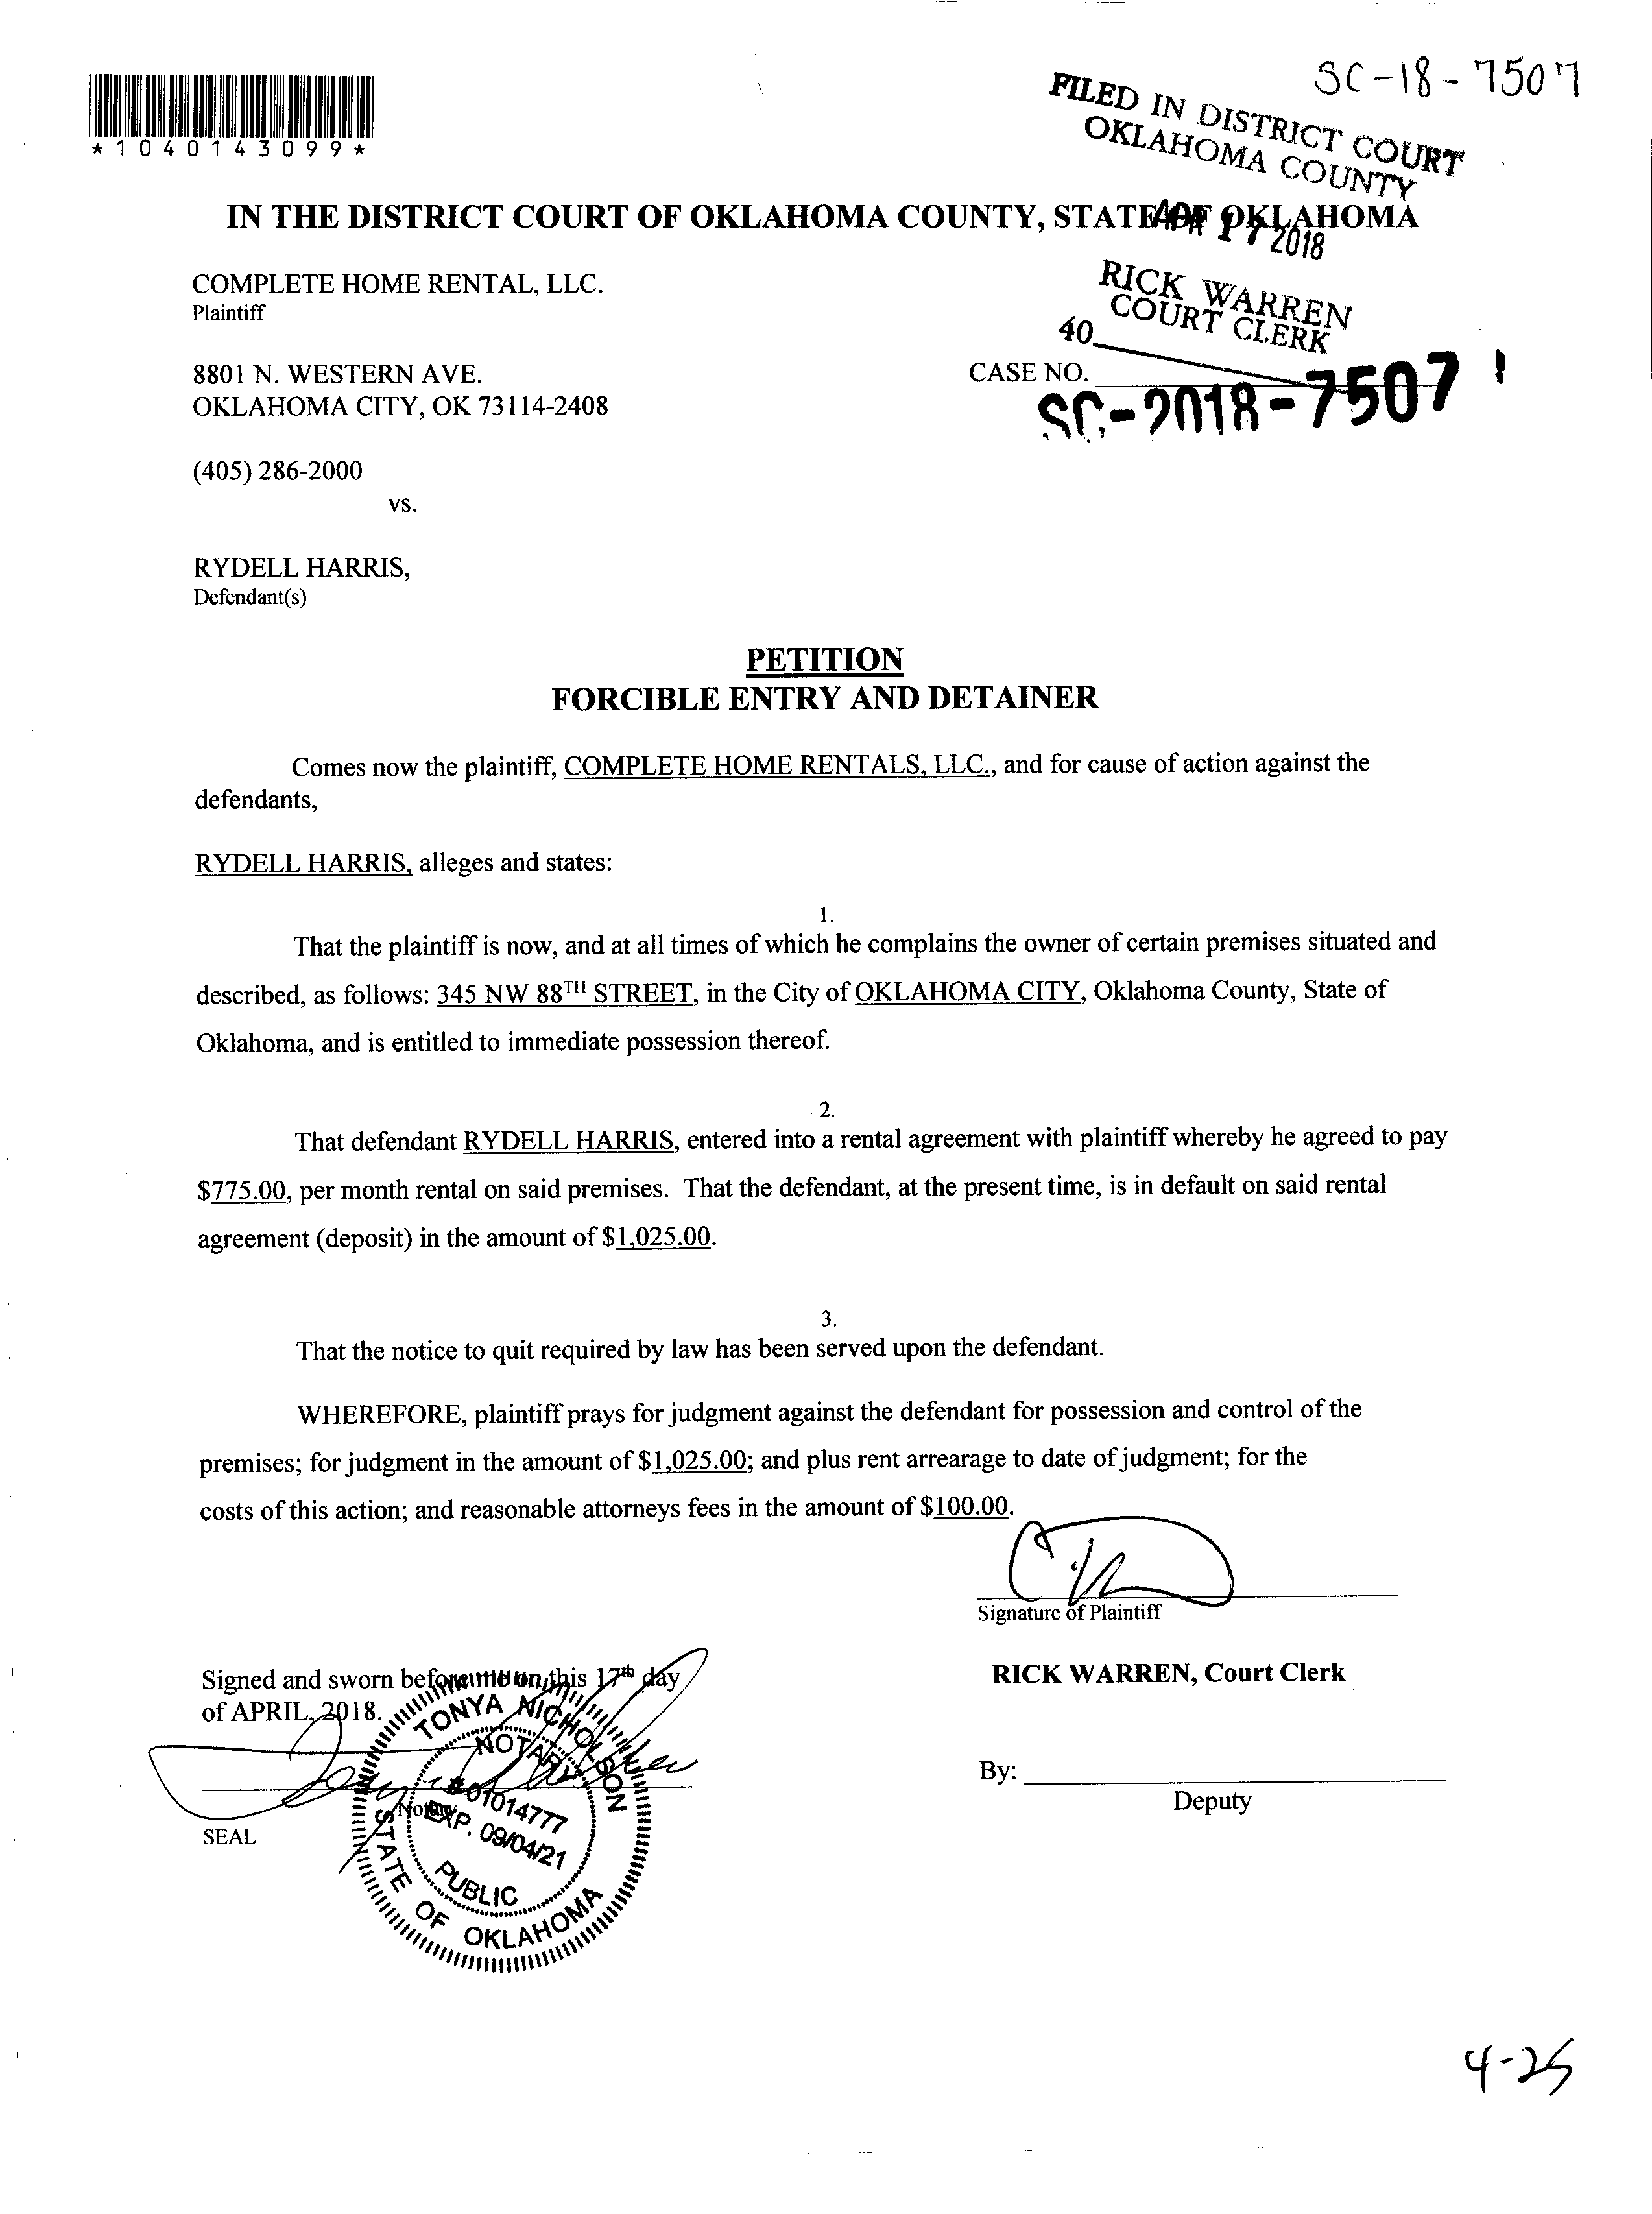 SC-18-7507
*1040143099*
FILED IN DISTRICT COURT
OKLAHOMA COUNTY
IN THE DISTRICT COURT OF OKLAHOMA COUNTY, STATE OF OKLAHOMA
APR 17 2018
COMPLETE HOME RENTAL, LLC.
Plaintiff
RICK WARREN
COURT CLERK
40
8801 N. WESTERN AVE.
CASE NO.
OKLAHOMA CITY, OK 73114-2408
SC-2018-7507
(405) 286-2000
vs.
RYDELL HARRIS,
Defendant(s)
PETITION
FORCIBLE ENTRY AND DETAINER
Comes now the plaintiff, COMPLETE HOME RENTALS, LLC., and for cause of action against the
defendants,
RYDELL HARRIS, alleges and states:
1.
That the plaintiff is now, and at all times of which he complains the owner of certain premises situated and
described, as follows: 345 NW 88TH STREET, in the City of OKLAHOMA CITY, Oklahoma County, State of
Oklahoma, and is entitled to immediate possession thereof.
2.
That defendant RYDELL HARRIS, entered into a rental agreement with plaintiff whereby he agreed to pay
$775.00, per month rental on said premises. That the defendant, at the present time, is in default on said rental
agreement (deposit) in the amount of $1,025.00.
3.
That the notice to quit required by law has been served upon the defendant.
WHEREFORE, plaintiff prays for judgment against the defendant for possession and control of the
premises; for judgment in the amount of $1,025.00; and plus rent arrearage to date of judgment; for the
costs of this action; and reasonable attorneys fees in the amount of $100.00.
Signature of Plaintiff
Signed and sworn before me on this 17th day
RICK WARREN, Court Clerk
of APRIL, 2018.
By:
Deputy
Notary
SEAL
TONYA NICHOLSON
NOTARY
# 01014777
EXP. 09/04/21
PUBLIC
STATE OF OKLAHOMA
4-25